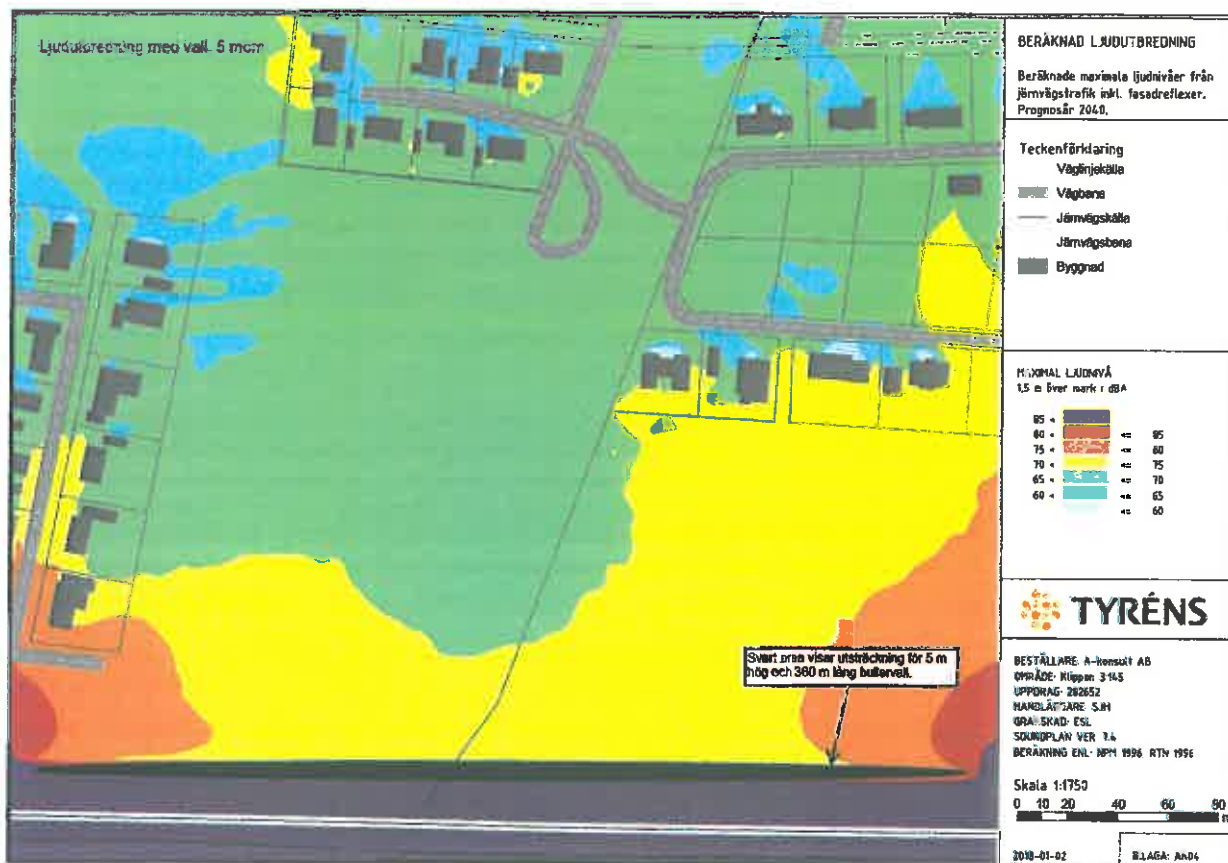 Ljudutbredning med vall 5 mom
BERÄKNAD LJUDUTBREDNING
Beräknade maximala ljudnivåer från
järnvägstrafik inkl. fasadreflexer.
Prognosår 2040.
Teckenförklaring
Väglinjekälla
Vägbana
Järnvägskälla
Järnvägsbana
Byggnad
MAXIMAL LJUDNIVÅ
1,5 m över mark i dBA
85 <
80 < <= 85
75 < <= 80
70 < <= 75
65 < <= 70
60 < <= 65
<= 60
Svart area visar utsträckning för 5 m
hög och 360 m lång bullervall.
TYRÉNS
BESTÄLLARE: A-konsult AB
OMRÅDE: Klippan 3:145
UPPDRAG: 282652
HANDLÄGGARE: SJH
GRANSKAD: ESL
SOUNDPLAN VER 7.4
BERÄKNING ENL: NPM 1996 RTN 1996
Skala 1:1750
0 10 20 40 60 80
m
2018-01-02
BILAGA: AK04